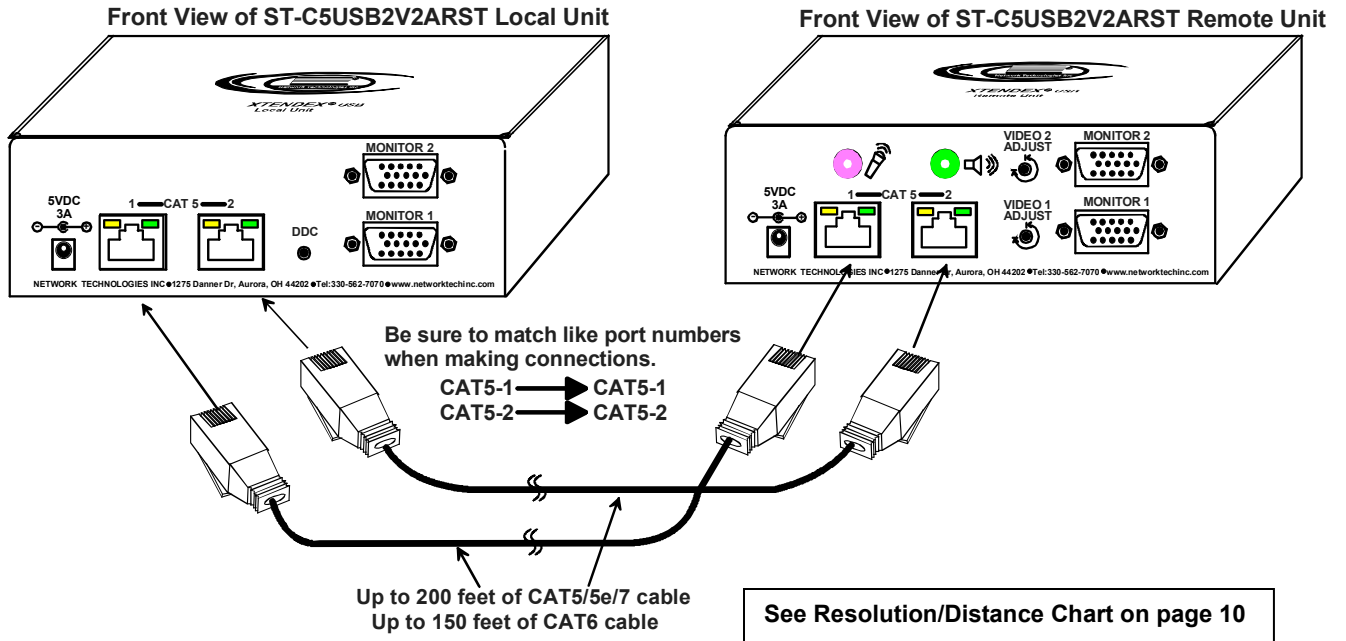 Front View of ST-C5USB2V2ARST Local Unit
XTENDEX® USB
Local Unit
MONITOR 2
5VDC
3A
1 CAT 5 2
MONITOR 1
DDC
NETWORK TECHNOLOGIES INC●1275 Danner Dr, Aurora, OH 44202 ●Tel:330-562-7070 ●www.networktechinc.com
Front View of ST-C5USB2V2ARST Remote Unit
XTENDEX® USB
Remote Unit
VIDEO 2
ADJUST
MONITOR 2
5VDC
3A
1 CAT 5 2
VIDEO 1
ADJUST
MONITOR 1
NETWORK TECHNOLOGIES INC●1275 Danner Dr, Aurora, OH 44202 ●Tel:330-562-7070 ●www.networktechinc.com
Be sure to match like port numbers
when making connections.
CAT5-1 CAT5-1
CAT5-2 CAT5-2
Up to 200 feet of CAT5/5e/7 cable
Up to 150 feet of CAT6 cable
See Resolution/Distance Chart on page 10